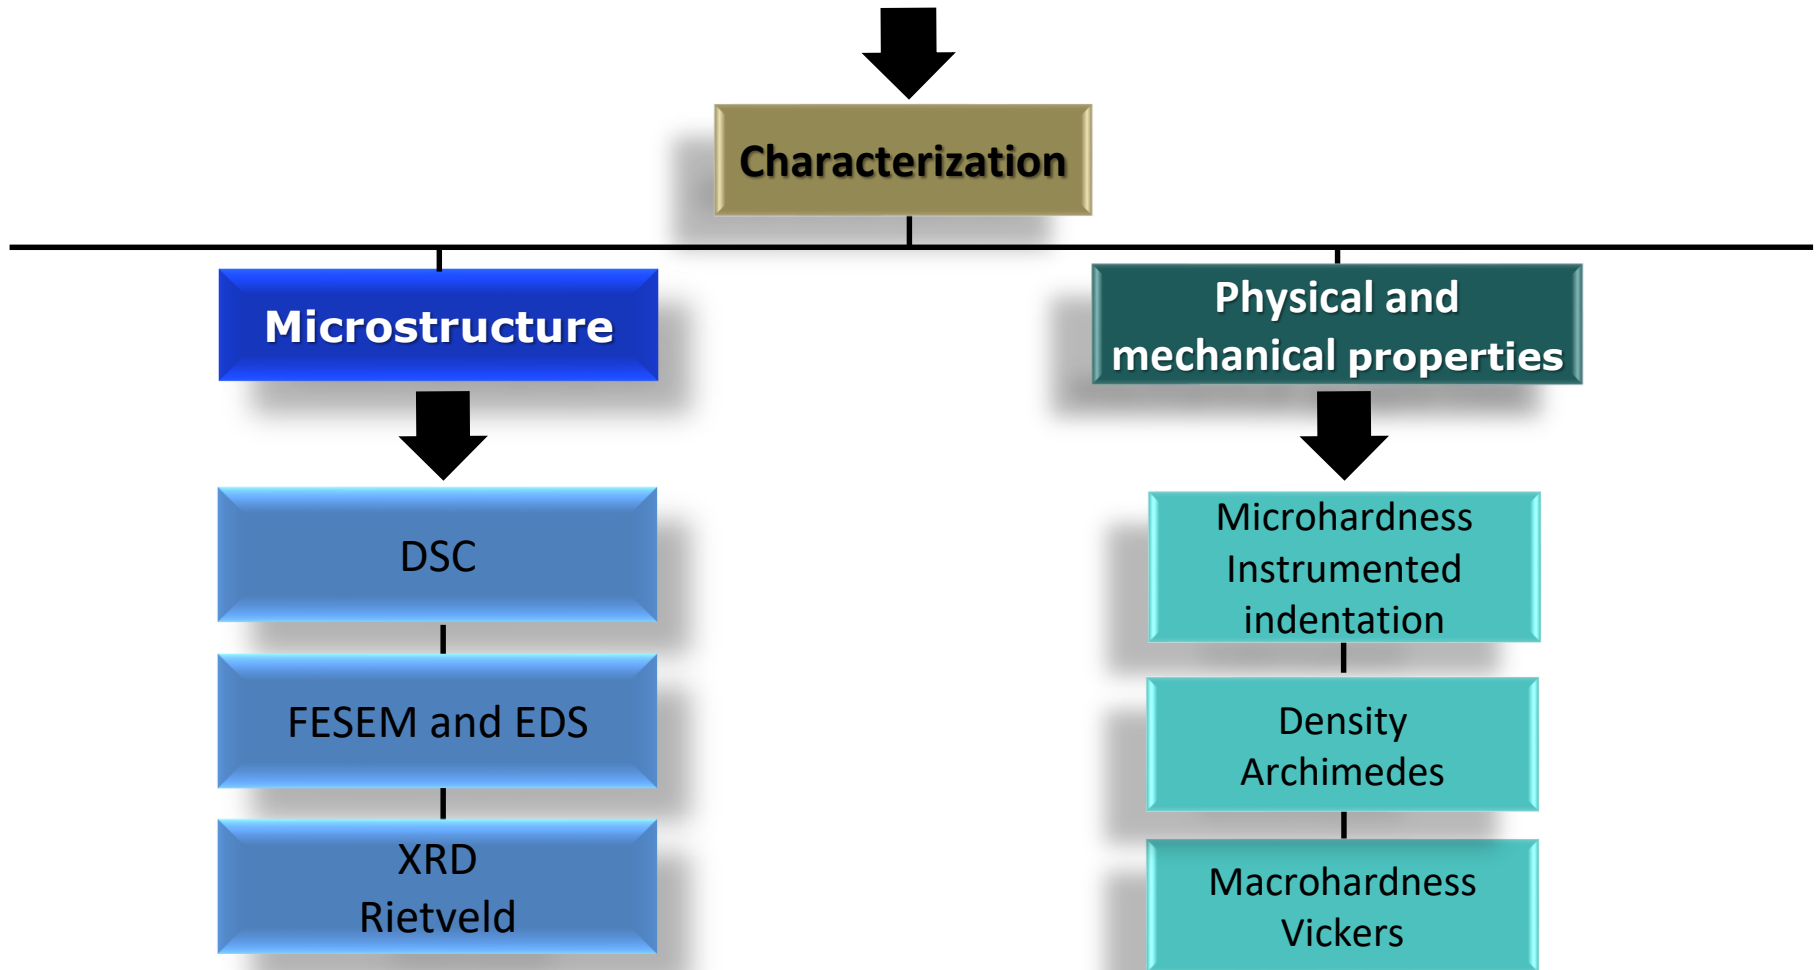 Characterization
Microstructure
DSC
FESEM and EDS
XRD
Rietveld
Physical and
mechanical properties
Microhardness
Instrumented
indentation
Density
Archimedes
Macrohardness
Vickers